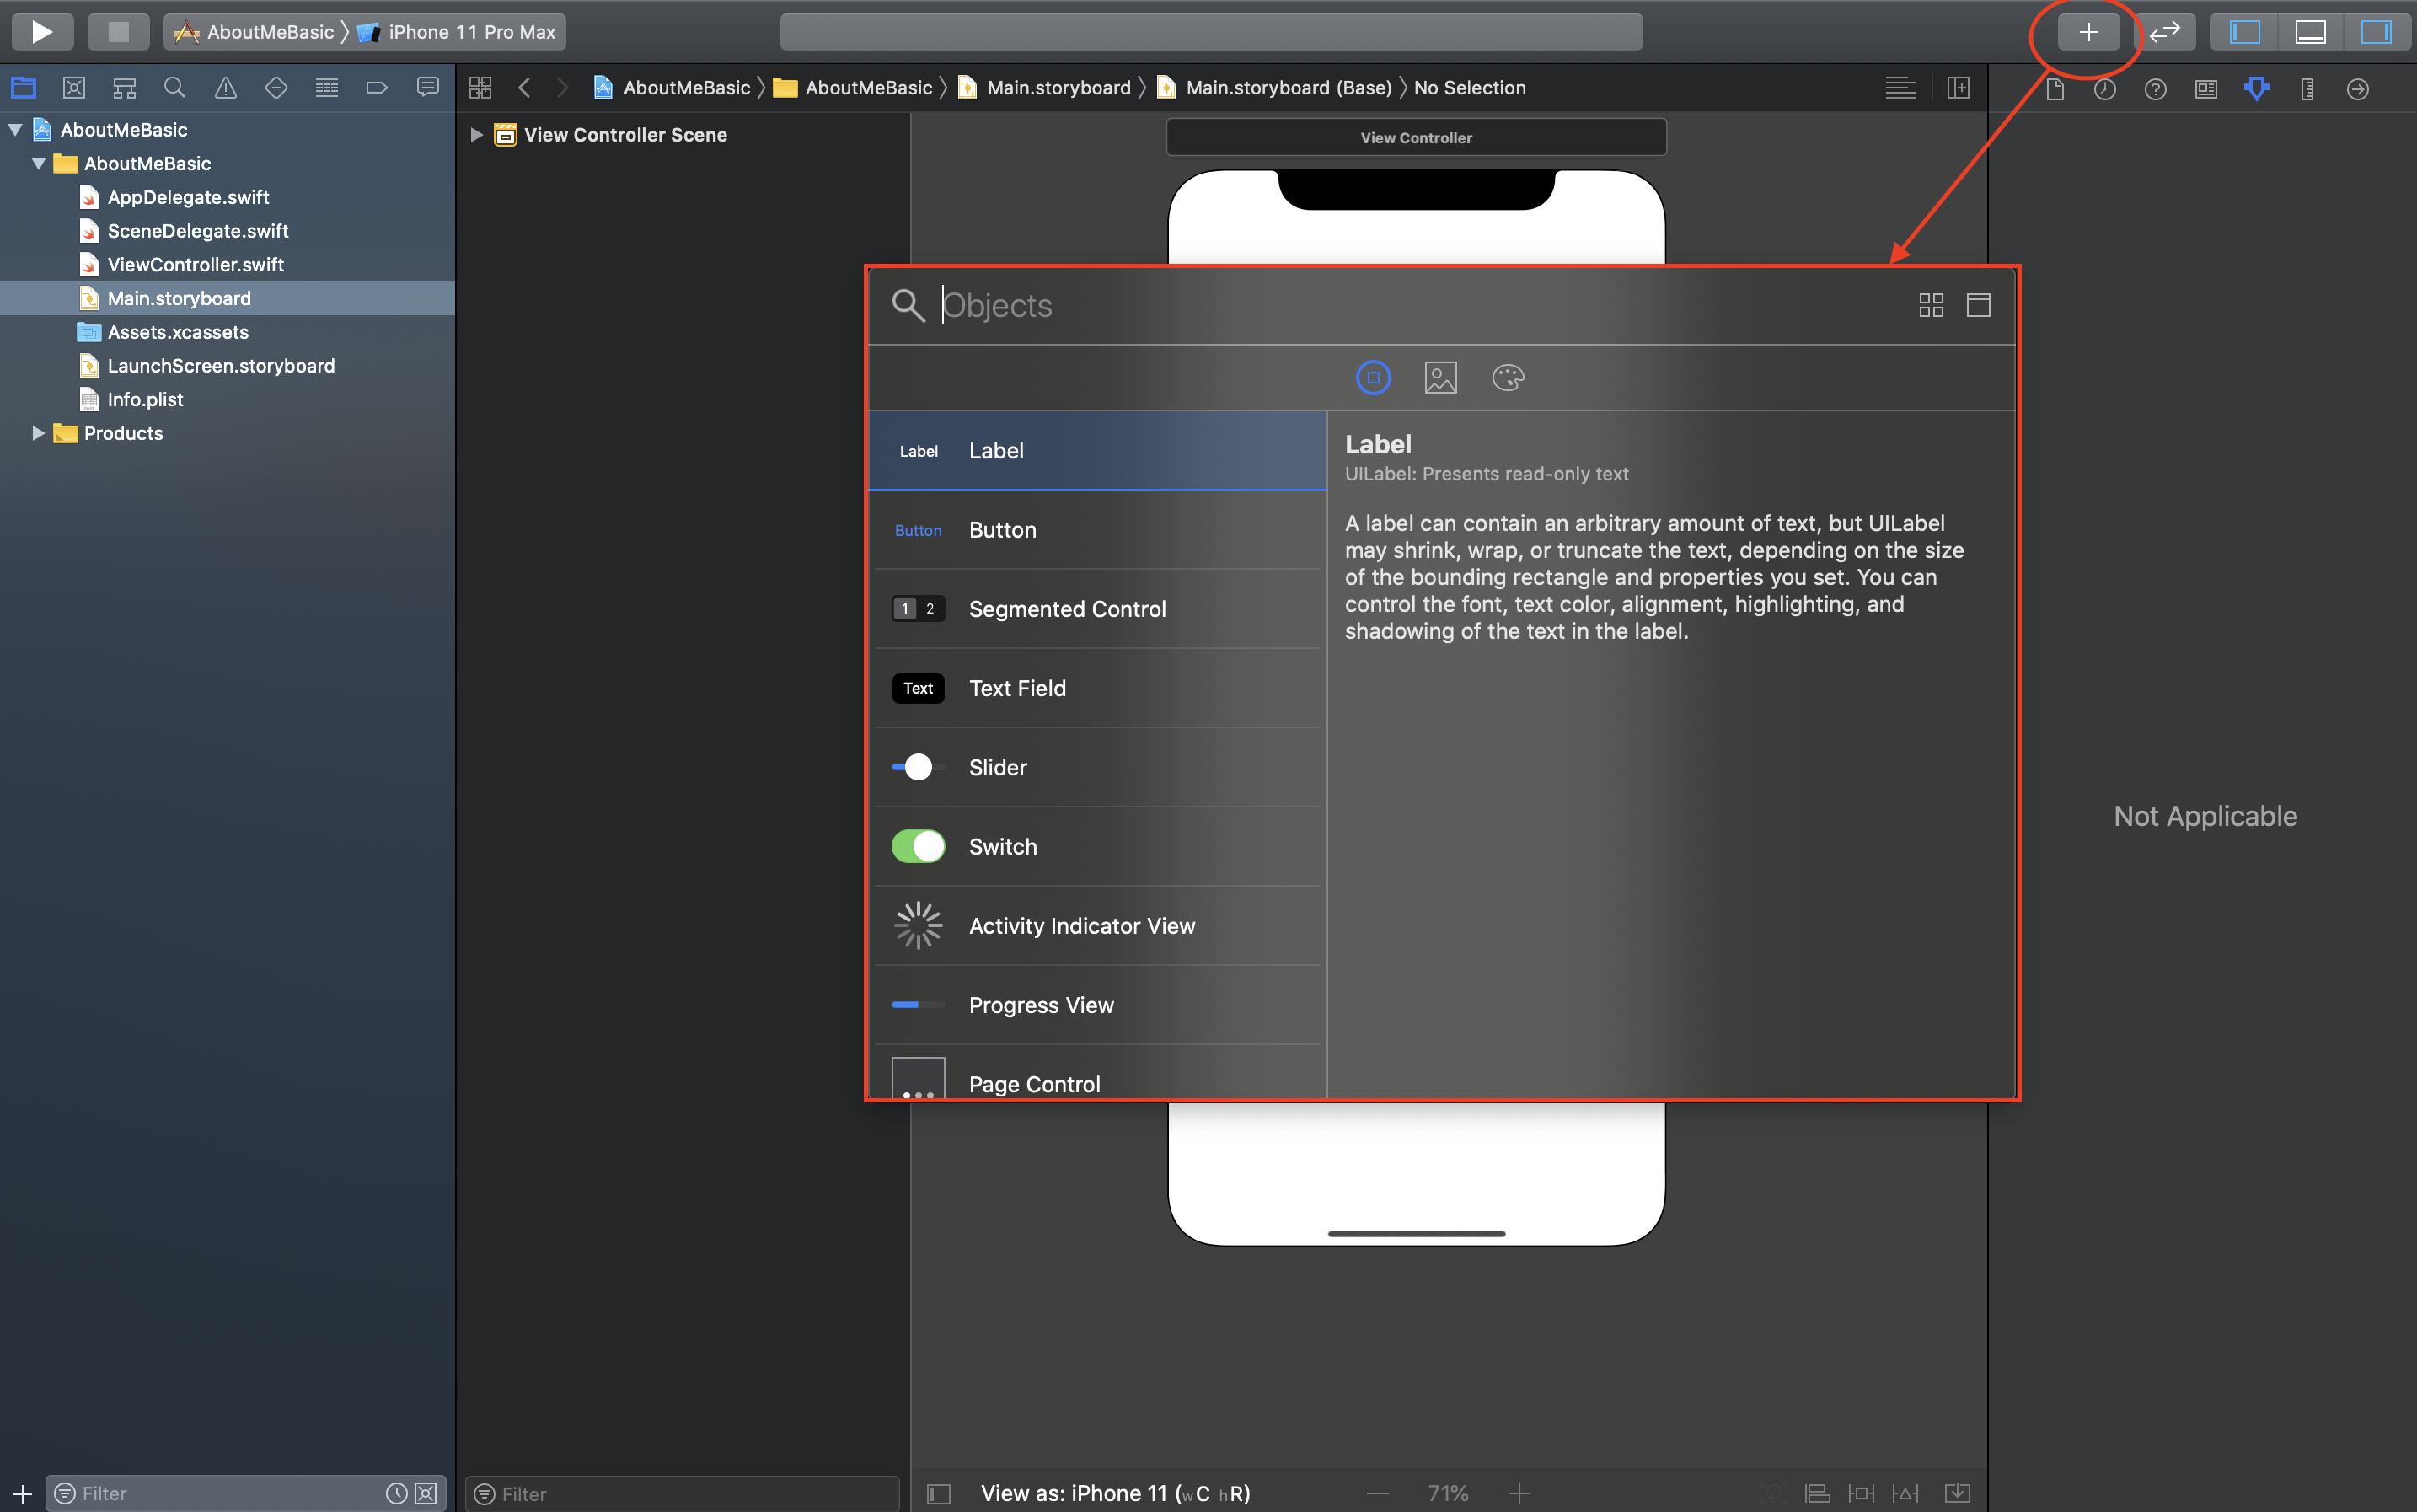 AboutMeBasic 〉 iPhone 11 Pro Max
AboutMeBasic 〉 AboutMeBasic 〉 Main.storyboard 〉 Main.storyboard (Base) 〉 No Selection
AboutMeBasic
AboutMeBasic
AppDelegate.swift
SceneDelegate.swift
ViewController.swift
Main.storyboard
Assets.xcassets
LaunchScreen.storyboard
Info.plist
Products
Filter
View Controller Scene
Filter
View Controller
Objects
Label Label
Button Button
1 2 Segmented Control
Text Text Field
Slider
Switch
Activity Indicator View
Progress View
Page Control
Label
UILabel: Presents read-only text
A label can contain an arbitrary amount of text, but UILabel
may shrink, wrap, or truncate the text, depending on the size
of the bounding rectangle and properties you set. You can
control the font, text color, alignment, highlighting, and
shadowing of the text in the label.
Not Applicable
View as: iPhone 11 (wC hR)
71%